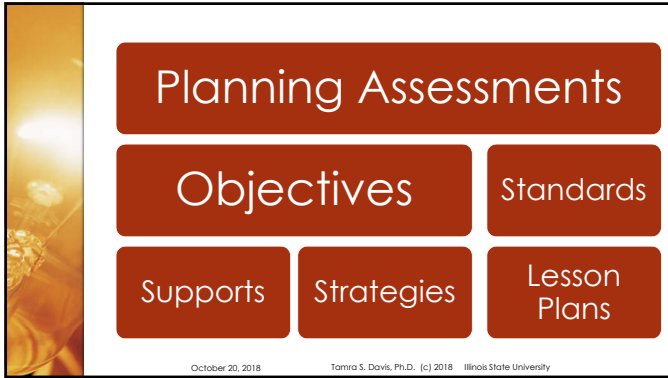 Planning Assessments
Objectives
Standards
Supports
Strategies
Lesson
Plans
October 20, 2018
Tamra S. Davis, Ph.D. (c) 2018 Illinois State University